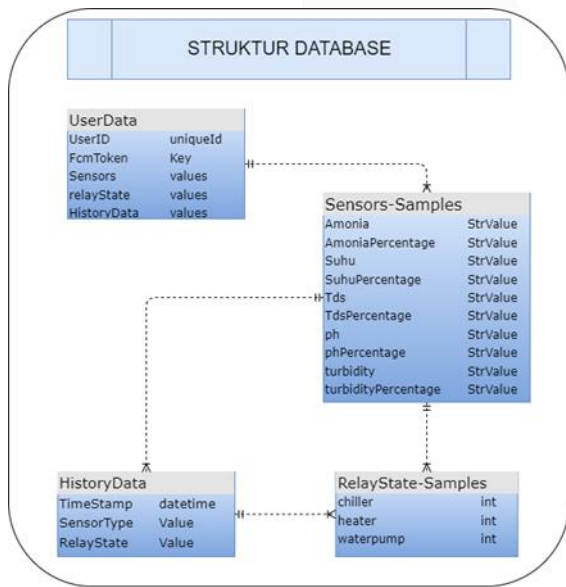 STRUKTUR DATABASE
UserData
UserID uniqueId
FcmToken Key
Sensors values
relayState values
HistoryData values
Sensors-Samples
Amonia StrValue
AmoniaPercentage StrValue
Suhu StrValue
SuhuPercentage StrValue
Tds StrValue
TdsPercentage StrValue
ph StrValue
phPercentage StrValue
turbidity StrValue
turbidityPercentage StrValue
HistoryData
TimeStamp datetime
SensorType Value
RelayState Value
RelayState-Samples
chiller int
heater int
waterpump int